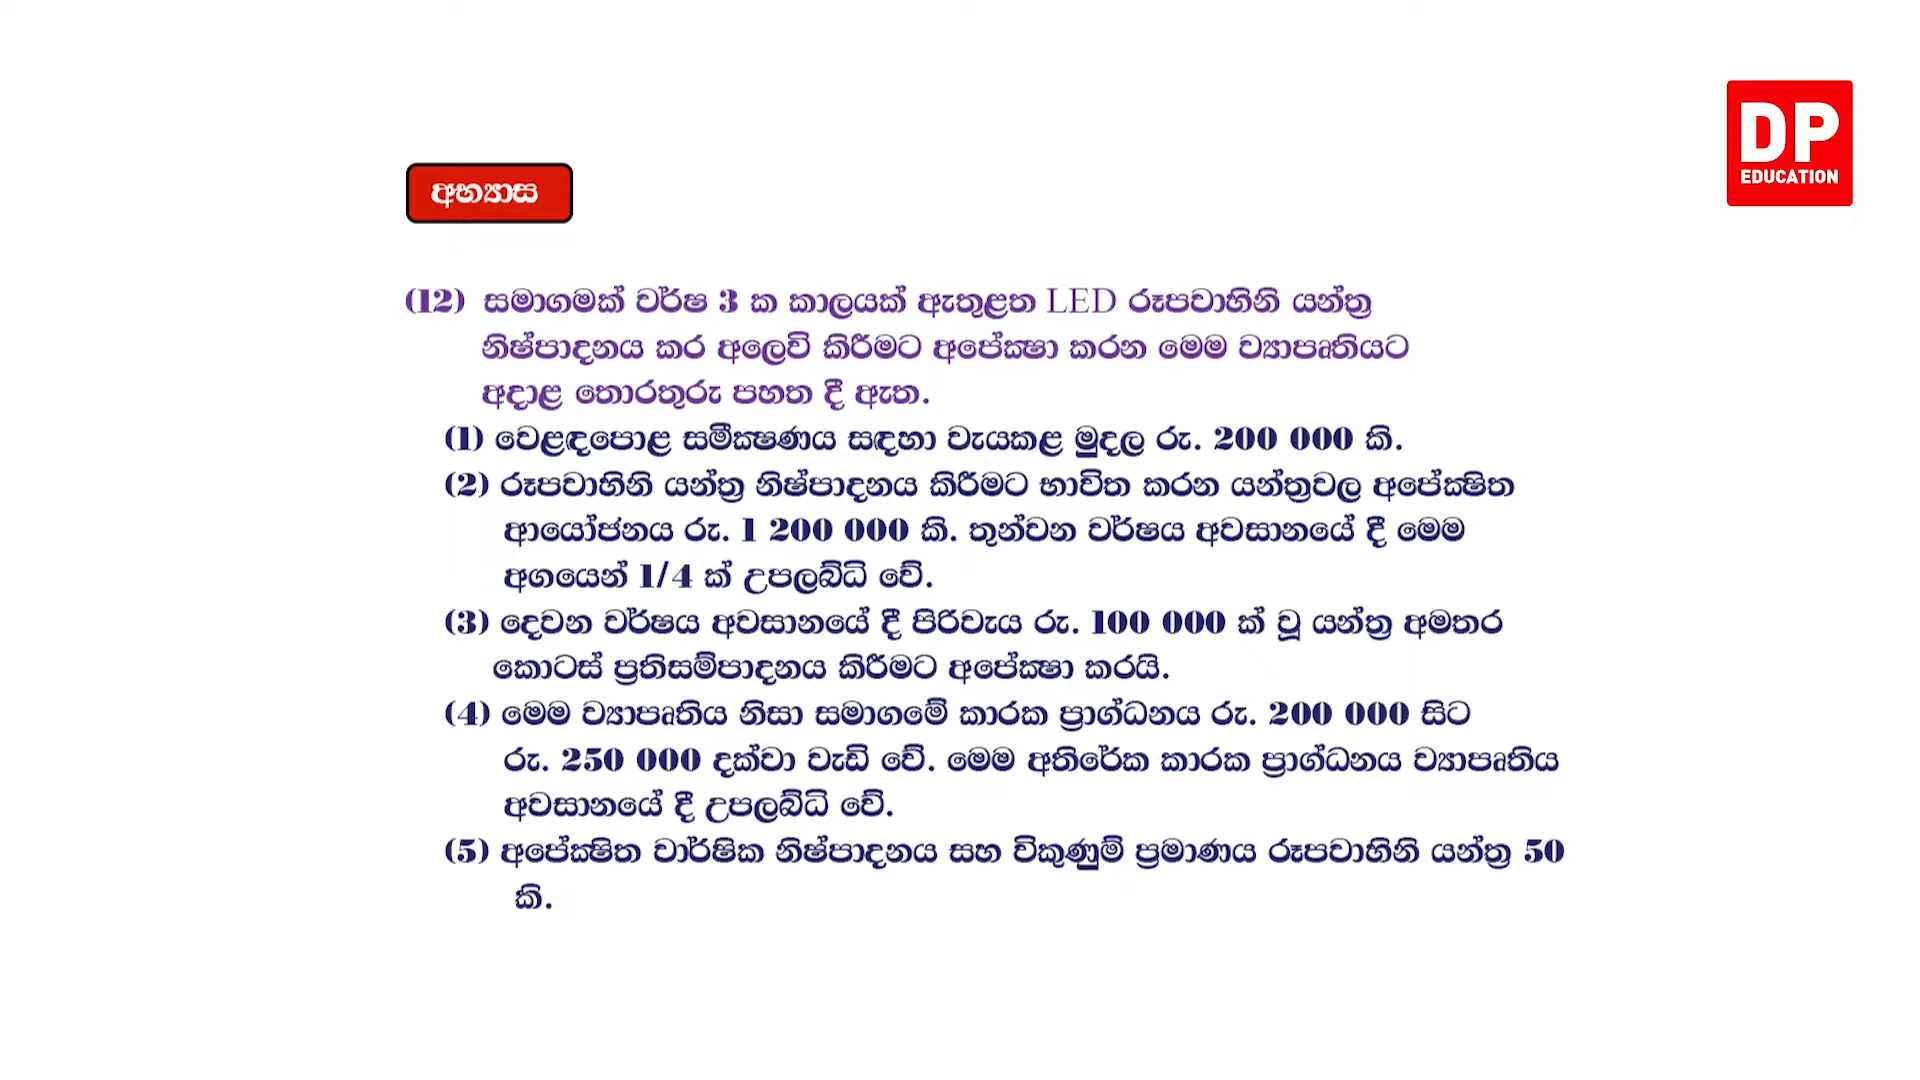 DP
EDUCATION
අභ්‍යාස
(12) සමාගමක් වර්ෂ 3 ක කාලයක් ඇතුළත LED රූපවාහිනි යන්ත්‍ර
නිෂ්පාදනය කර අලෙවි කිරීමට අපේක්‍ෂා කරන මෙම ව්‍යාපෘතියට
අදාළ තොරතුරු පහත දී ඇත.
(1) වෙළඳපොළ සමීක්‍ෂණය සඳහා වැයකළ මුදල රු. 200 000 කි.
(2) රූපවාහිනි යන්ත්‍ර නිෂ්පාදනය කිරීමට භාවිත කරන යන්ත්‍රවල අපේක්‍ෂිත
ආයෝජනය රු. 1 200 000 කි. තුන්වන වර්ෂය අවසානයේ දී මෙම
අගයෙන් 1/4 ක් උපලබ්ධි වේ.
(3) දෙවන වර්ෂය අවසානයේ දී පිරිවැය රු. 100 000 ක් වූ යන්ත්‍ර අමතර
කොටස් ප්‍රතිසම්පාදනය කිරීමට අපේක්‍ෂා කරයි.
(4) මෙම ව්‍යාපෘතිය නිසා සමාගමේ කාරක ප්‍රාග්ධනය රු. 200 000 සිට
රු. 250 000 දක්වා වැඩි වේ. මෙම අතිරේක කාරක ප්‍රාග්ධනය ව්‍යාපෘතිය
අවසානයේ දී උපලබ්ධි වේ.
(5) අපේක්‍ෂිත වාර්ෂික නිෂ්පාදනය සහ විකුණුම් ප්‍රමාණය රූපවාහිනි යන්ත්‍ර 50
කි.